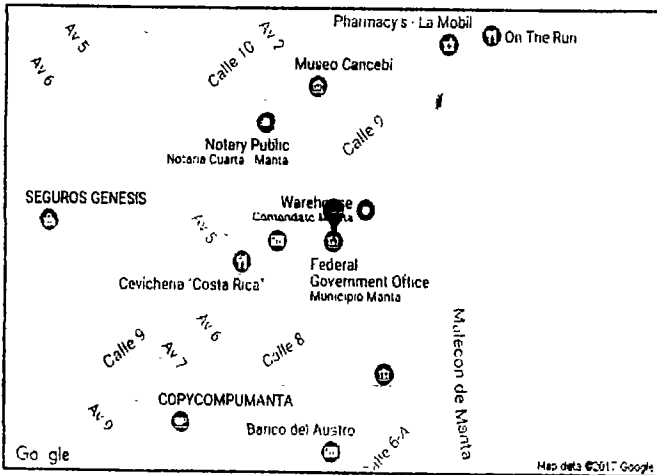 Pharmacy's - La Mobil
On The Run
Av 5
Av 6
Av 2
Calle 10
Museo Cancebi
Calle 9
Notary Public
Notaria Cuarta Manta
SEGUROS GENESIS
Warehouse
Av 5
Cevicheria "Costa Rica"
Federal
Government Office
Municipio Manta
Av 6
Calle 9
Av 7
Calle 8
Malecon de Manta
Av 9
COPYCOMPUMANTA
Banco del Austro
Calle 6-A
Google
Map data ©2017 Google